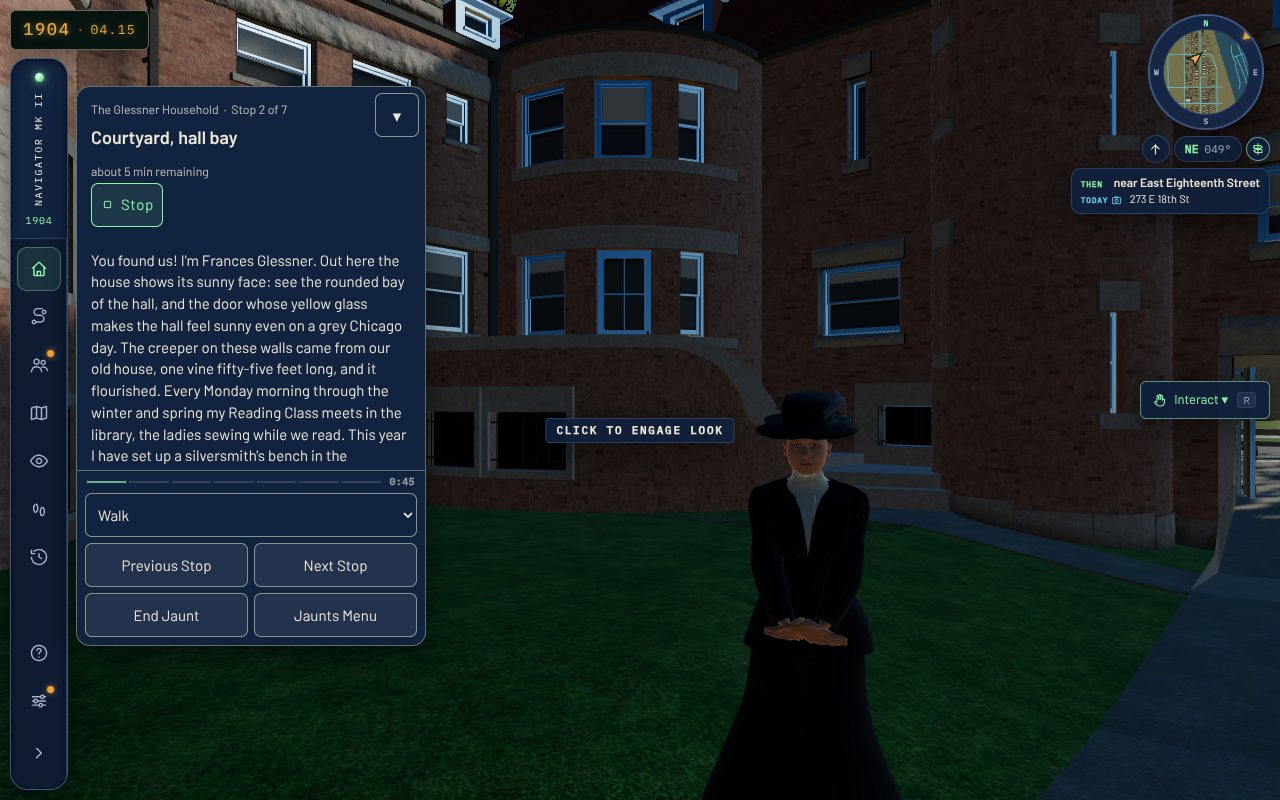 1904 · 04.15
NAVIGATOR MK II
1904
The Glessner Household · Stop 2 of 7
Courtyard, hall bay
about 5 min remaining
Stop
You found us! I'm Frances Glessner. Out here the
house shows its sunny face: see the rounded bay
of the hall, and the door whose yellow glass
makes the hall feel sunny even on a grey Chicago
day. The creeper on these walls came from our
old house, one vine fifty-five feet long, and it
flourished. Every Monday morning through the
winter and spring my Reading Class meets in the
library, the ladies sewing while we read. This year
I have set up a silversmith's bench in the
0:45
Walk
Previous Stop
Next Stop
End Jaunt
Jaunts Menu
CLICK TO ENGAGE LOOK
N
W
E
S
NE 049°
THEN near East Eighteenth Street
TODAY 273 E 18th St
Interact ▾ R